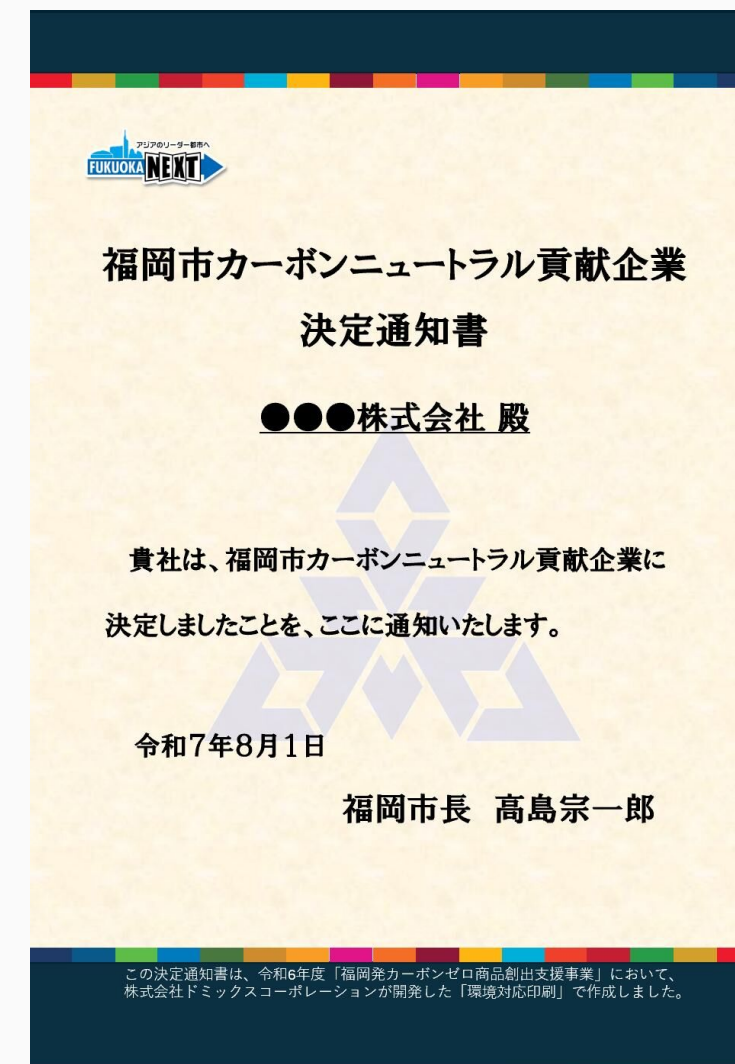 アジアのリーダー都市へ
FUKUOKA NEXT
福岡市カーボンニュートラル貢献企業
決定通知書
●●●株式会社 殿
貴社は、福岡市カーボンニュートラル貢献企業に
決定しましたことを、ここに通知いたします。
令和7年8月1日
福岡市長 高島宗一郎
この決定通知書は、令和6年度「福岡発カーボンゼロ商品創出支援事業」において、
株式会社ドミックスコーポレーションが開発した「環境対応印刷」で作成しました。